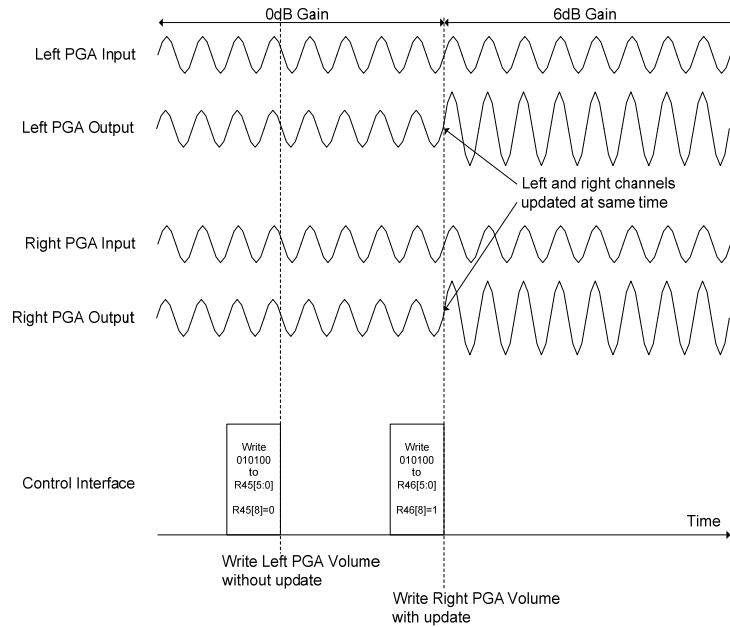 0dB Gain
6dB Gain
Left PGA Input
Left PGA Output
Left and right channels
updated at same time
Right PGA Input
Right PGA Output
Write
010100
to
R45[5:0]
R45[8]=0
Write
010100
to
R46[5:0]
R46[8]=1
Control Interface
Time
Write Left PGA Volume
without update
Write Right PGA Volume
with update